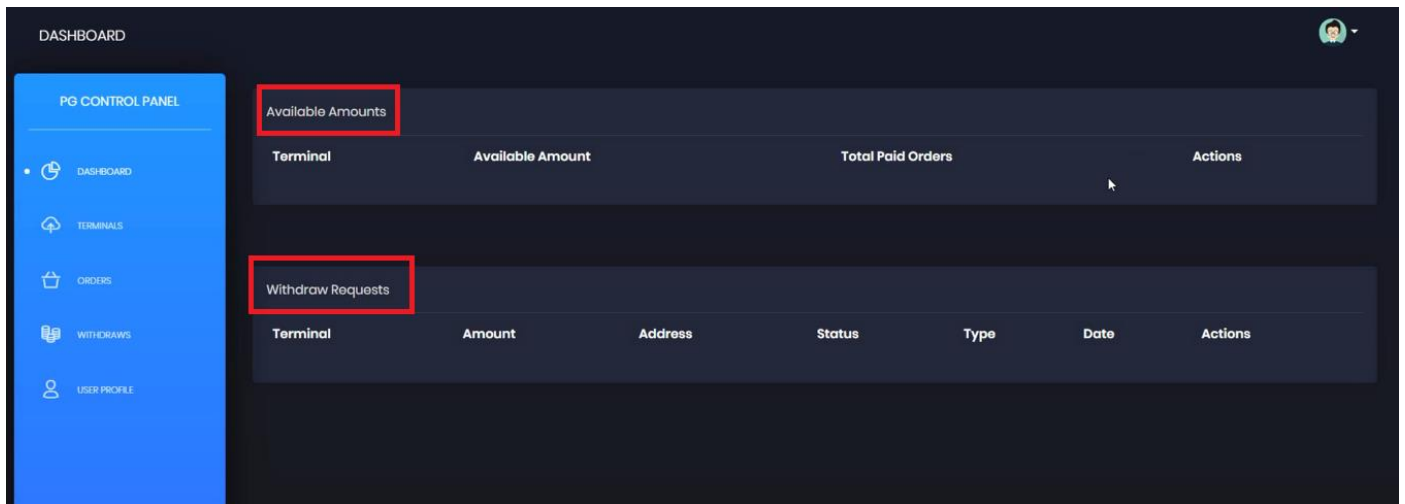 DASHBOARD
PG CONTROL PANEL
DASHBOARD
TERMINALS
ORDERS
WITHDRAWS
USER PROFILE
Available Amounts
Terminal Available Amount Total Paid Orders Actions
Withdraw Requests
Terminal Amount Address Status Type Date Actions